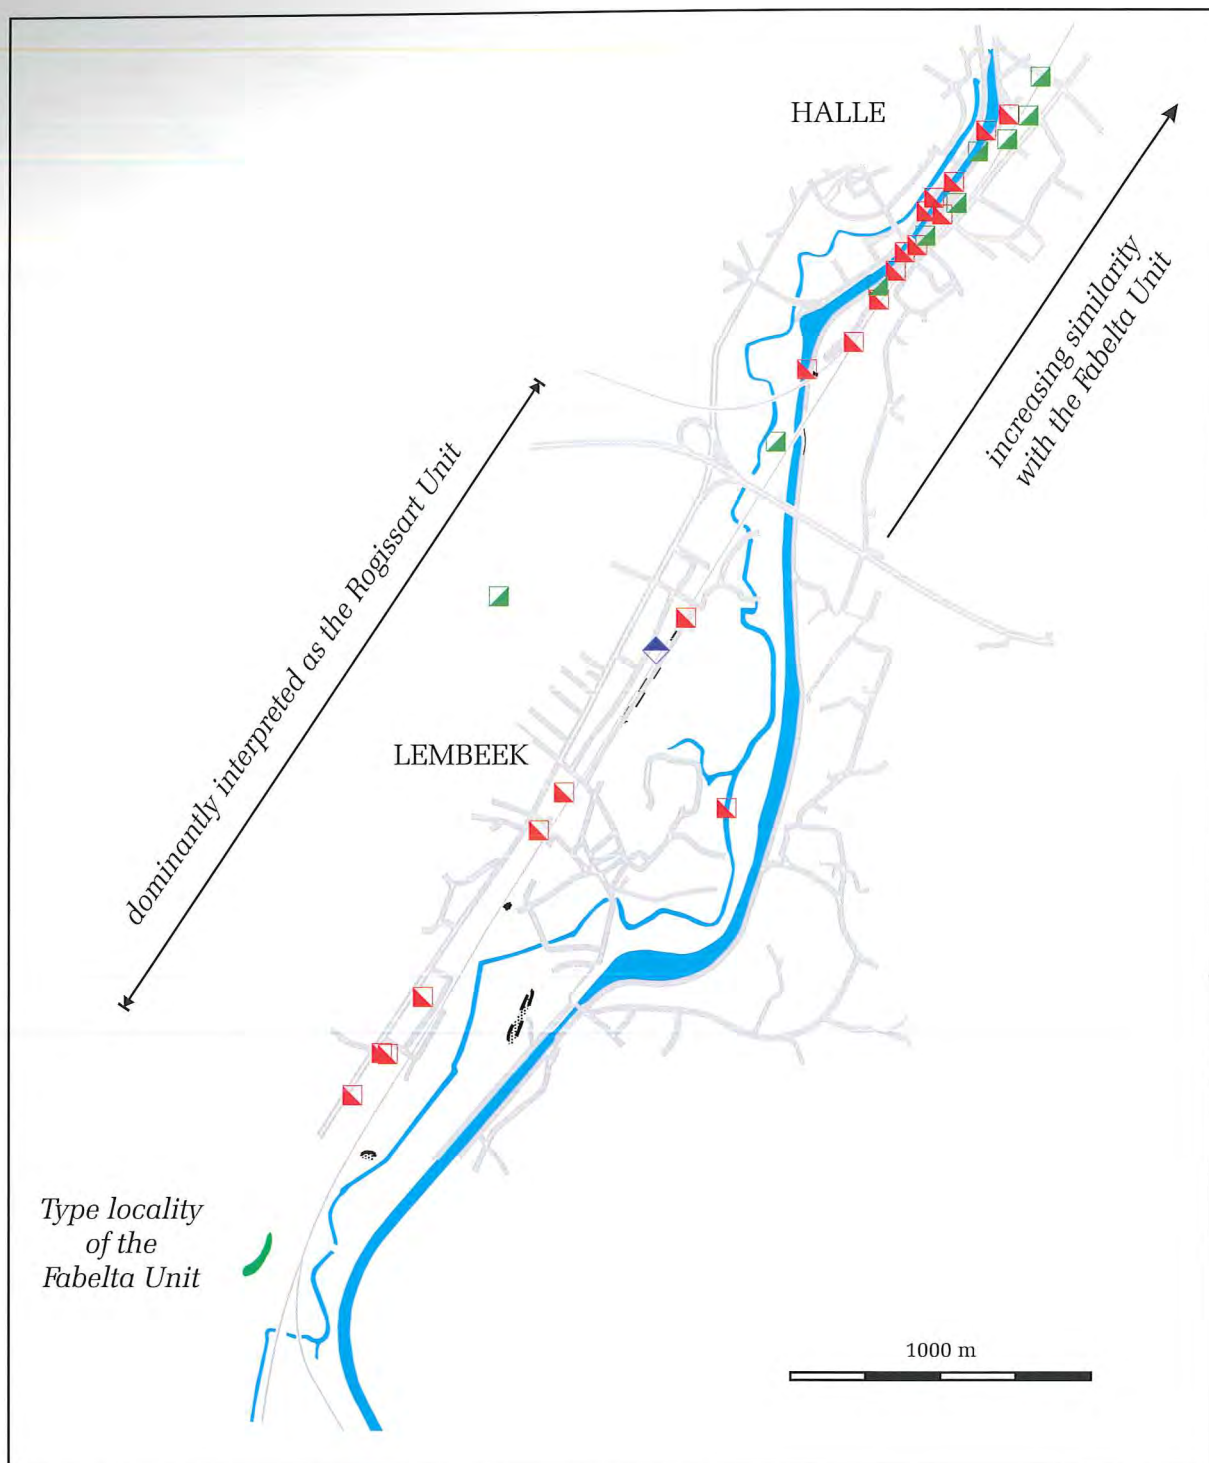 HALLE
increasing similarity
with the Fabelta Unit
dominantly interpreted as the Rogissart Unit
LEMBEEK
Type locality
of the
Fabelta Unit
1000 m